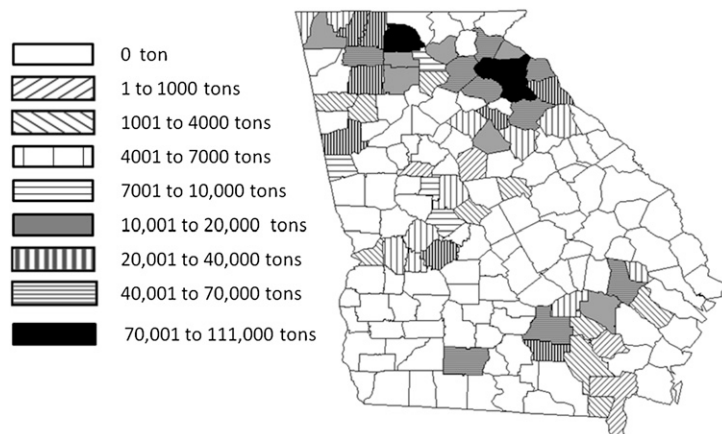 0 ton
1 to 1000 tons
1001 to 4000 tons
4001 to 7000 tons
7001 to 10,000 tons
10,001 to 20,000 tons
20,001 to 40,000 tons
40,001 to 70,000 tons
70,001 to 111,000 tons